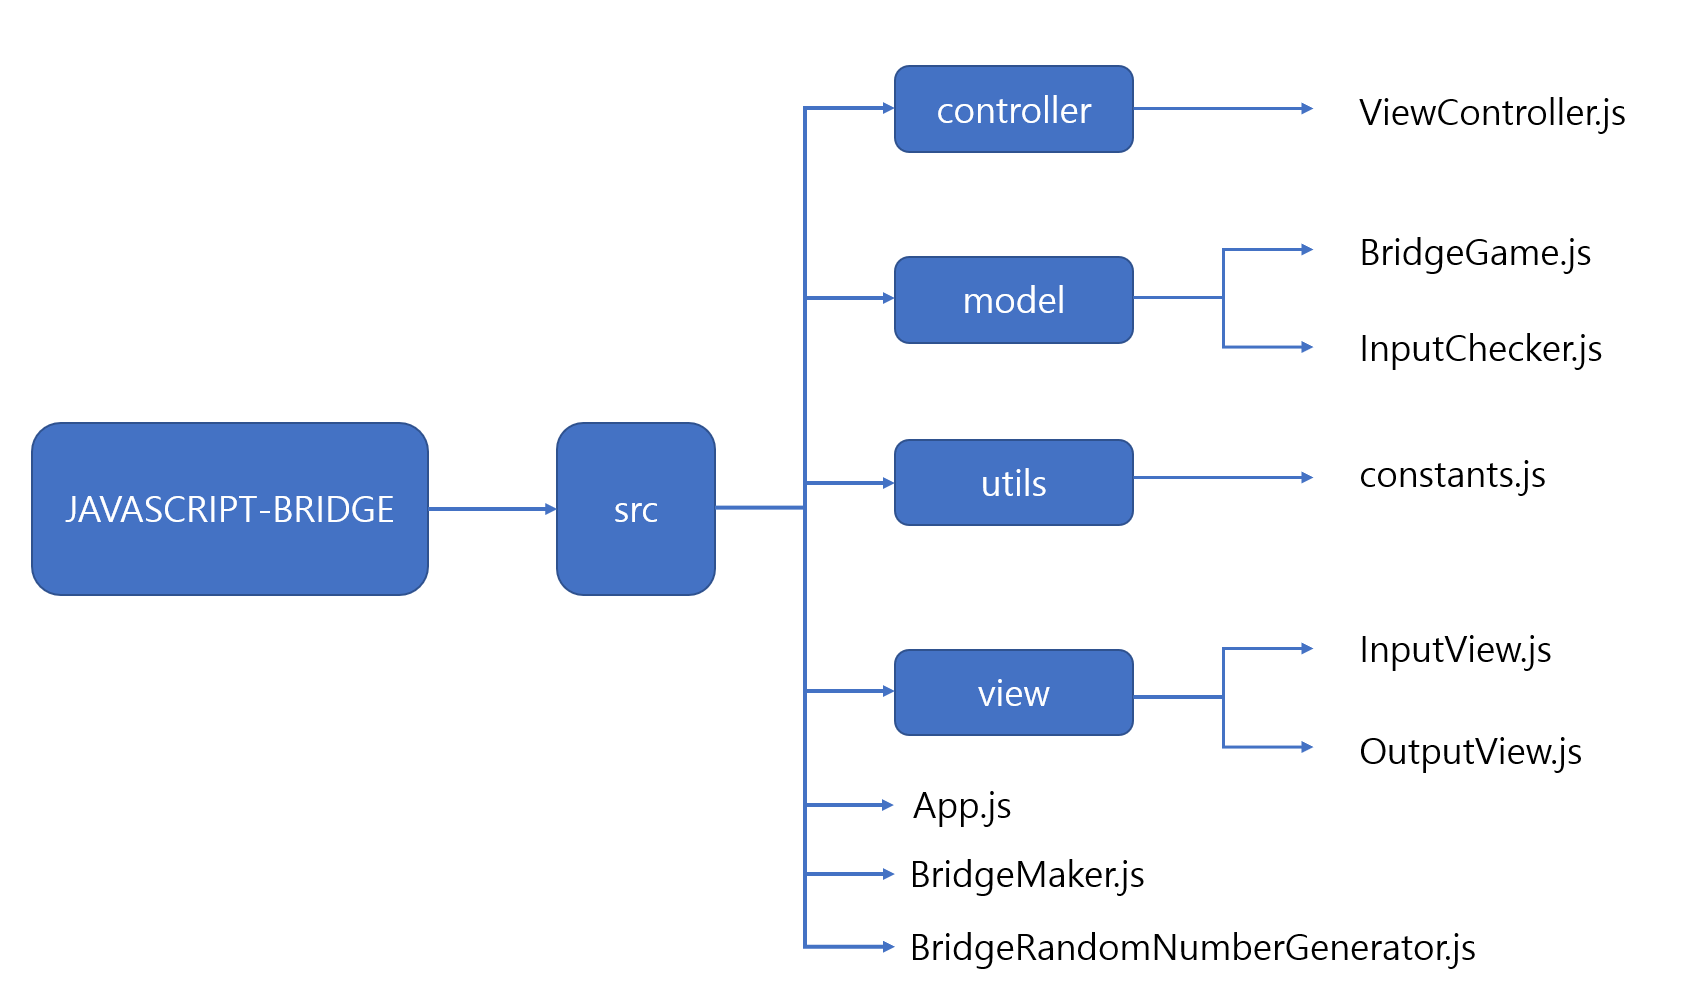 JAVASCRIPT-BRIDGE
src
controller
ViewController.js
model
BridgeGame.js
InputChecker.js
utils
constants.js
view
InputView.js
OutputView.js
App.js
BridgeMaker.js
BridgeRandomNumberGenerator.js